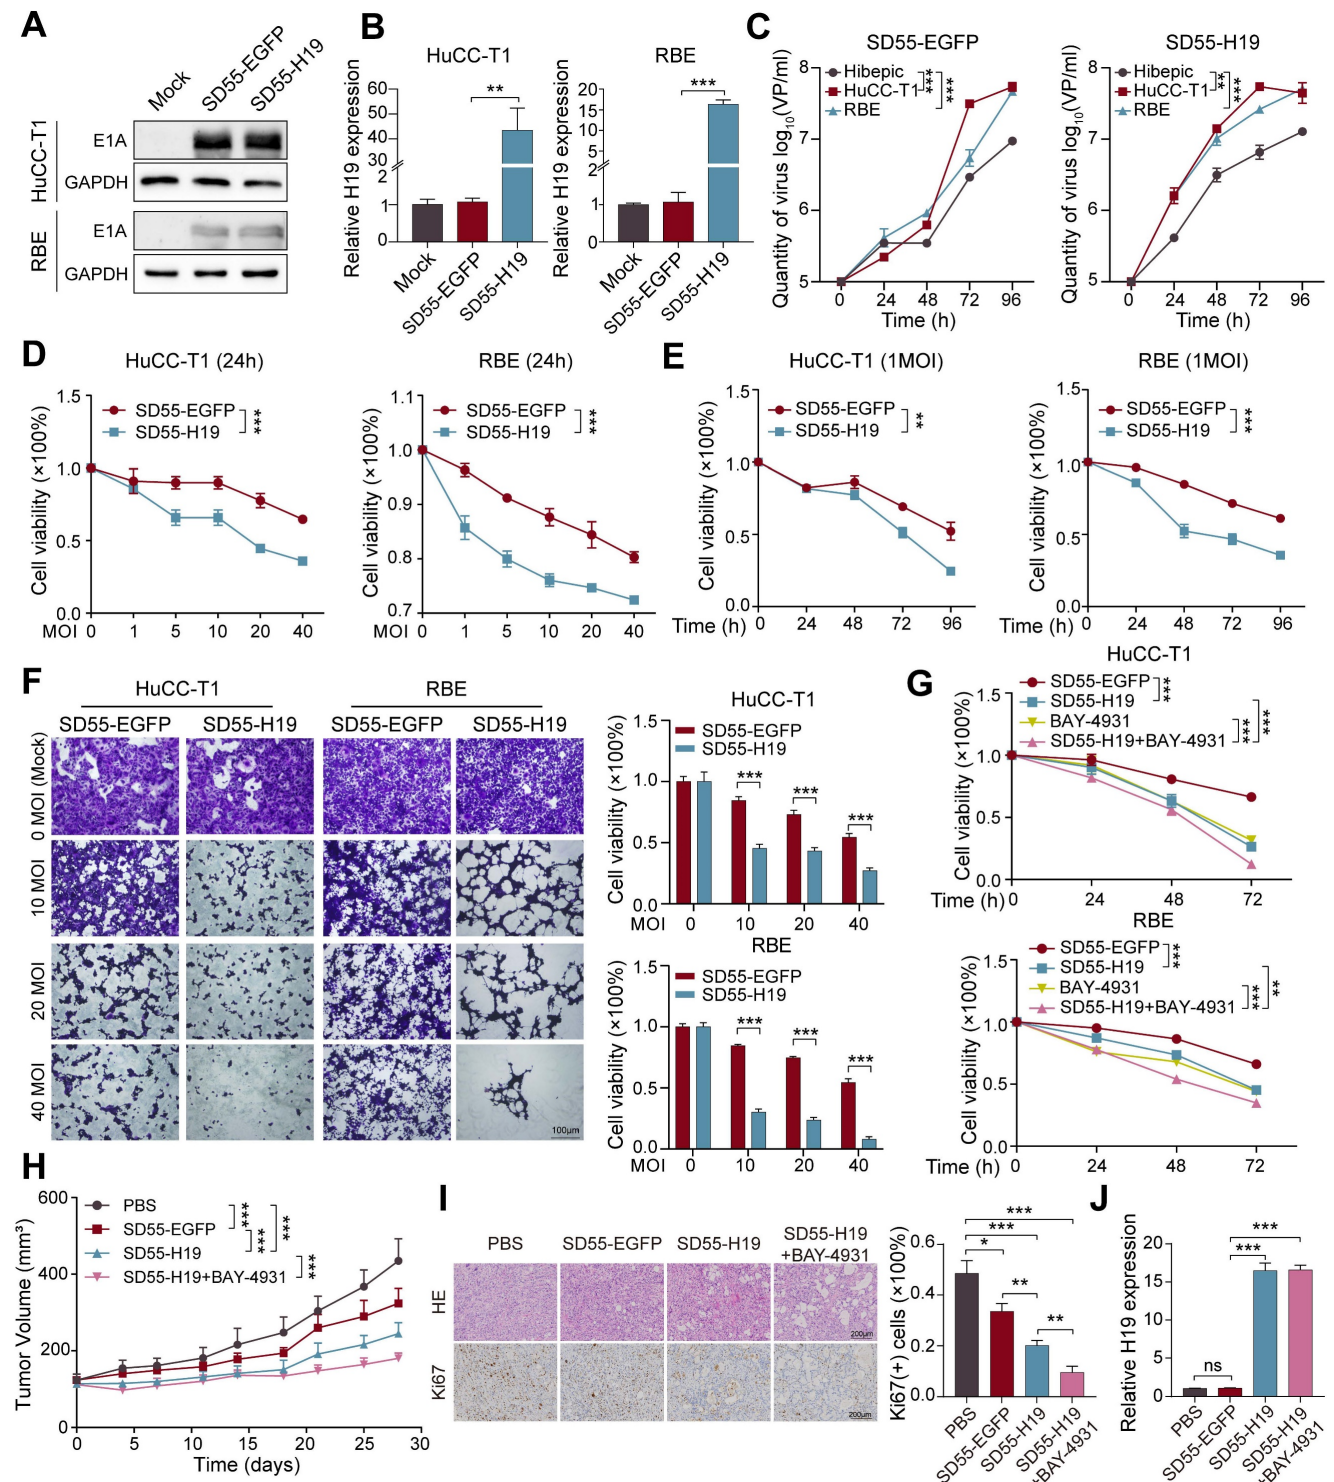 A
Mock
SD55-EGFP
SD55-H19
HuCC-T1
E1A
GAPDH
RBE
E1A
GAPDH
B
HuCC-T1
Relative H19 expression
60
40
30
2
1
0
**
Mock
SD55-EGFP
SD55-H19
RBE
Relative H19 expression
20
15
10
5
2
1
0
***
Mock
SD55-EGFP
SD55-H19
C
SD55-EGFP
Quantity of virus log10(VP/ml)
8
7
6
5
Hibepic
HuCC-T1
RBE
***
***
0 24 48 72 96
Time (h)
SD55-H19
Quantity of virus log10(VP/ml)
8
7
6
5
Hibepic
HuCC-T1
RBE
**
***
0 24 48 72 96
Time (h)
D
HuCC-T1 (24h)
Cell viability (×100%)
1.5
1.0
0.5
0.0
SD55-EGFP
SD55-H19
***
MOI 0 1 5 10 20 40
RBE (24h)
Cell viability (×100%)
1.1
1.0
0.9
0.8
0.7
SD55-EGFP
SD55-H19
***
MOI 0 1 5 10 20 40
E
HuCC-T1 (1MOI)
Cell viability (×100%)
1.5
1.0
0.5
0.0
SD55-EGFP
SD55-H19
**
Time (h) 0 24 48 72 96
RBE (1MOI)
Cell viability (×100%)
1.5
1.0
0.5
0.0
SD55-EGFP
SD55-H19
***
Time (h) 0 24 48 72 96
F
HuCC-T1 RBE
SD55-EGFP SD55-H19 SD55-EGFP SD55-H19
0 MOI (Mock)
10 MOI
20 MOI
40 MOI
100μm
HuCC-T1
Cell viability (×100%)
1.5
1.0
0.5
0.0
SD55-EGFP
SD55-H19
*** *** ***
MOI 0 10 20 40
RBE
Cell viability (×100%)
1.5
1.0
0.5
0.0
SD55-EGFP
SD55-H19
*** *** ***
MOI 0 10 20 40
G
HuCC-T1
Cell viability (×100%)
1.5
1.0
0.5
0.0
SD55-EGFP
SD55-H19
BAY-4931
SD55-H19+BAY-4931
***
***
***
Time (h) 0 24 48 72
RBE
Cell viability (×100%)
1.5
1.0
0.5
0.0
SD55-EGFP
SD55-H19
BAY-4931
SD55-H19+BAY-4931
***
***
**
Time (h) 0 24 48 72
H
Tumor Volume (mm³)
600
400
200
0
PBS
SD55-EGFP
SD55-H19
SD55-H19+BAY-4931
***
***
***
***
0 5 10 15 20 25 30
Time (days)
I
PBS SD55-EGFP SD55-H19 SD55-H19
+BAY-4931
HE
200μm
Ki67
200μm
Ki67(+) cells (×100%)
0.6
0.4
0.2
0.0
***
***
*
**
**
PBS
SD55-EGFP
SD55-H19
SD55-H19
+BAY-4931
J
Relative H19 expression
20
15
10
5
0
***
***
ns
PBS
SD55-EGFP
SD55-H19
SD55-H19
+BAY-4931